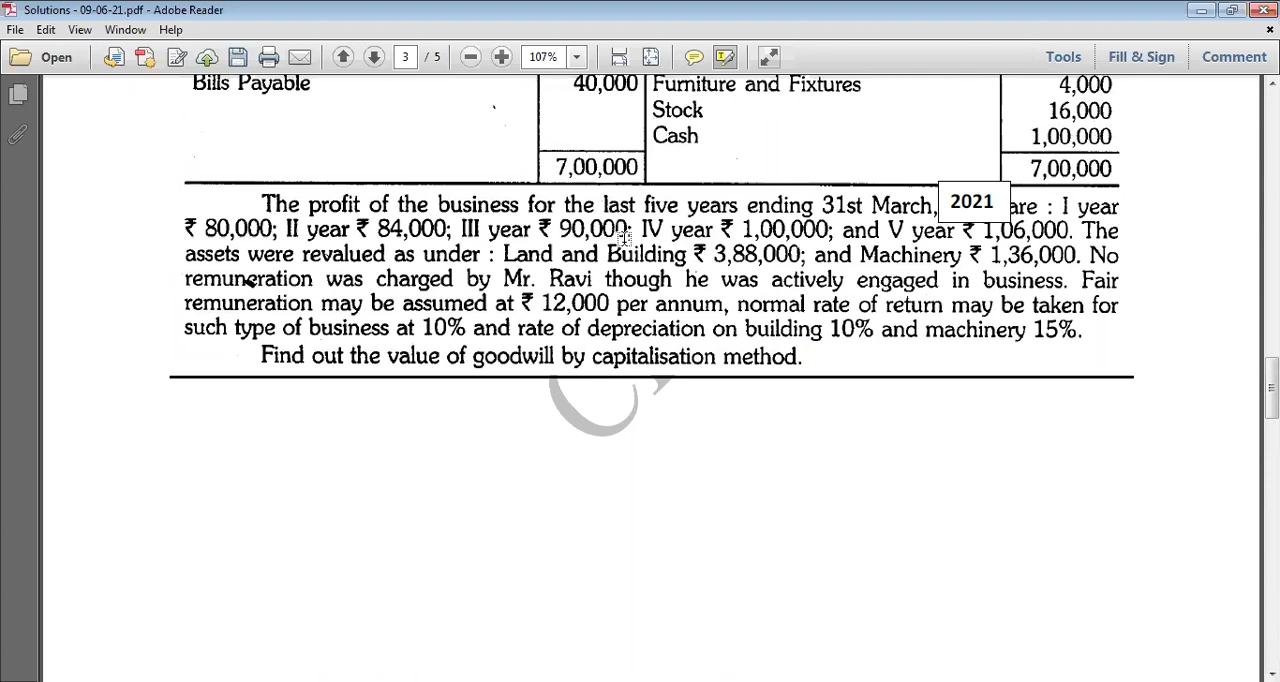 Solutions - 09-06-21.pdf - Adobe Reader
File Edit View Window Help
Open 3 / 5 107% Tools Fill & Sign Comment
Bills Payable 40,000 Furniture and Fixtures 4,000
Stock 16,000
Cash 1,00,000
7,00,000 7,00,000
The profit of the business for the last five years ending 31st March, 2021 are : I year
₹ 80,000; II year ₹ 84,000; III year ₹ 90,000; IV year ₹ 1,00,000; and V year ₹ 1,06,000. The
assets were revalued as under : Land and Building ₹ 3,88,000; and Machinery ₹ 1,36,000. No
remuneration was charged by Mr. Ravi though he was actively engaged in business. Fair
remuneration may be assumed at ₹ 12,000 per annum, normal rate of return may be taken for
such type of business at 10% and rate of depreciation on building 10% and machinery 15%.
Find out the value of goodwill by capitalisation method.